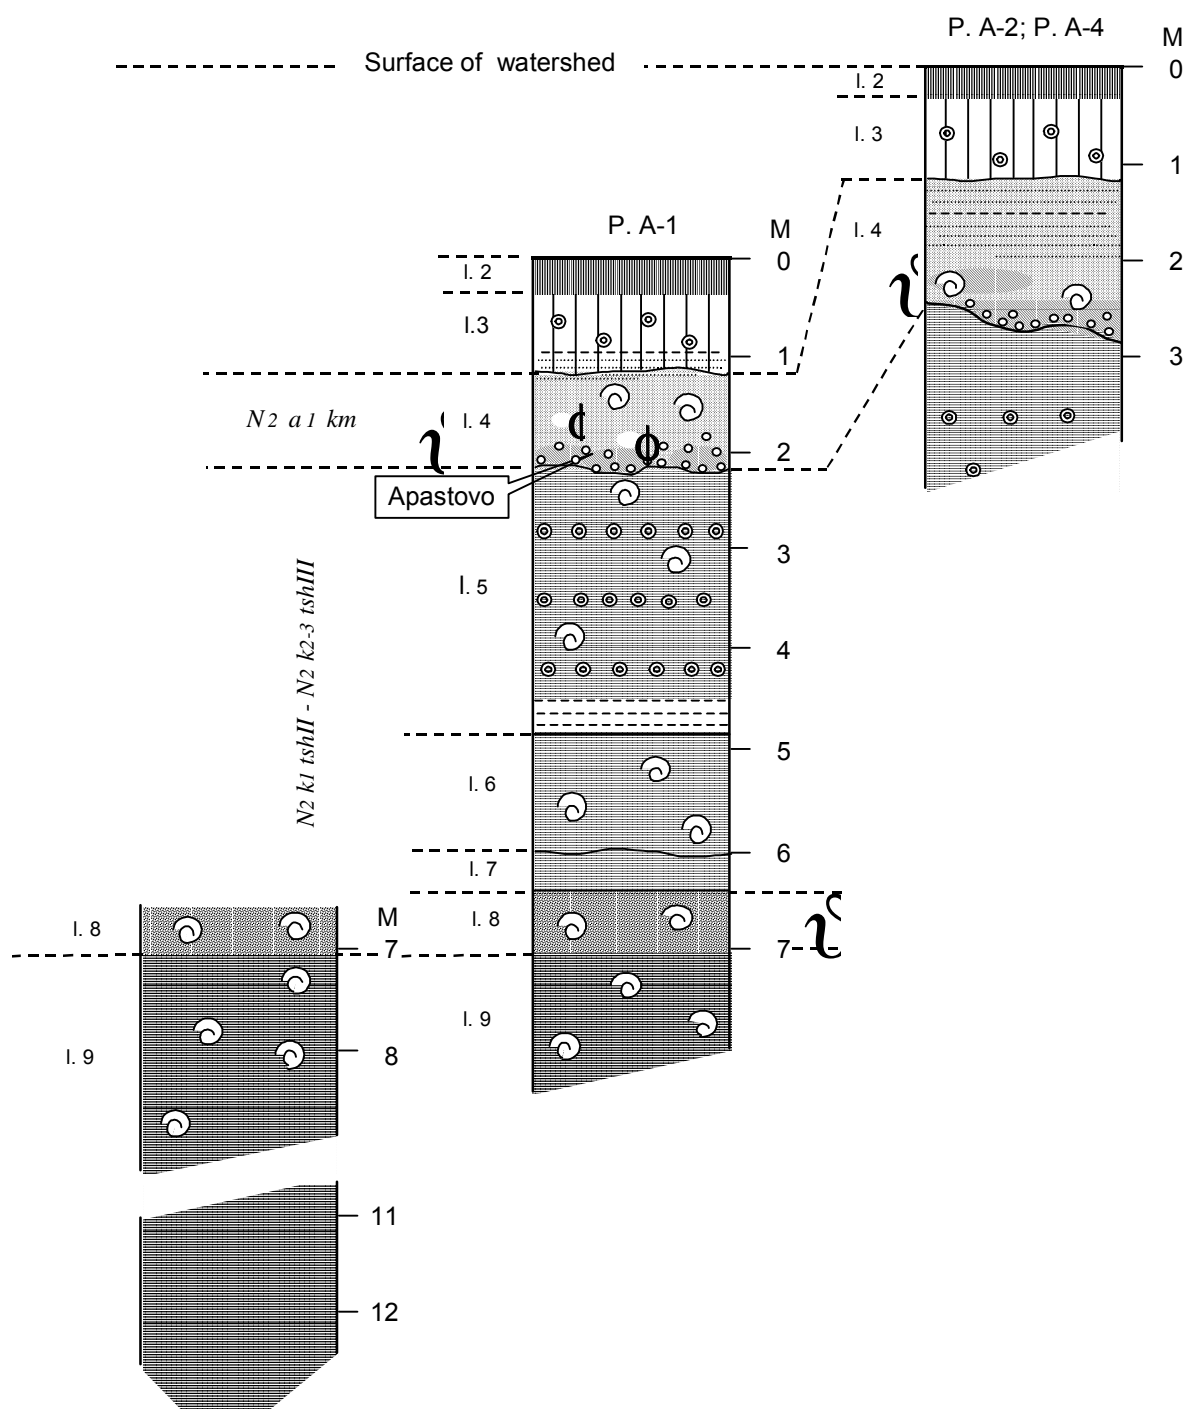 P. A-2; P. A-4
M
Surface of watershed
0
l. 2
l. 3
1
l. 4
2
3
P. A-1
M
0
l. 2
l.3
1
N2 a1 km
l. 4
2
Apastovo
3
l. 5
4
N2 k1 tshII - N2 k2-3 tshIII
5
l. 6
6
l. 7
l. 8
7
l. 9
M
l. 8
7
l. 9
8
11
12